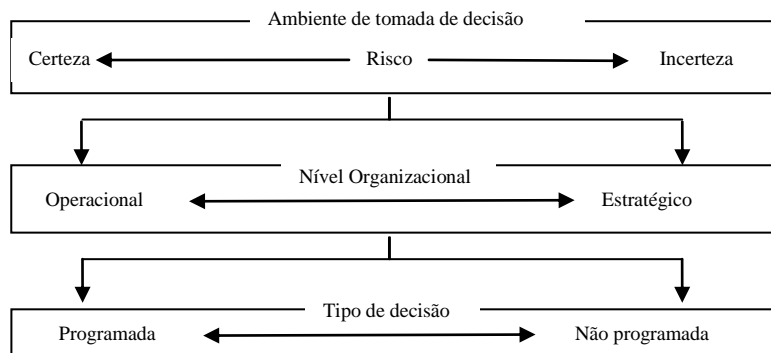 Ambiente de tomada de decisão
Certeza Risco Incerteza
Nível Organizacional
Operacional Estratégico
Tipo de decisão
Programada Não programada